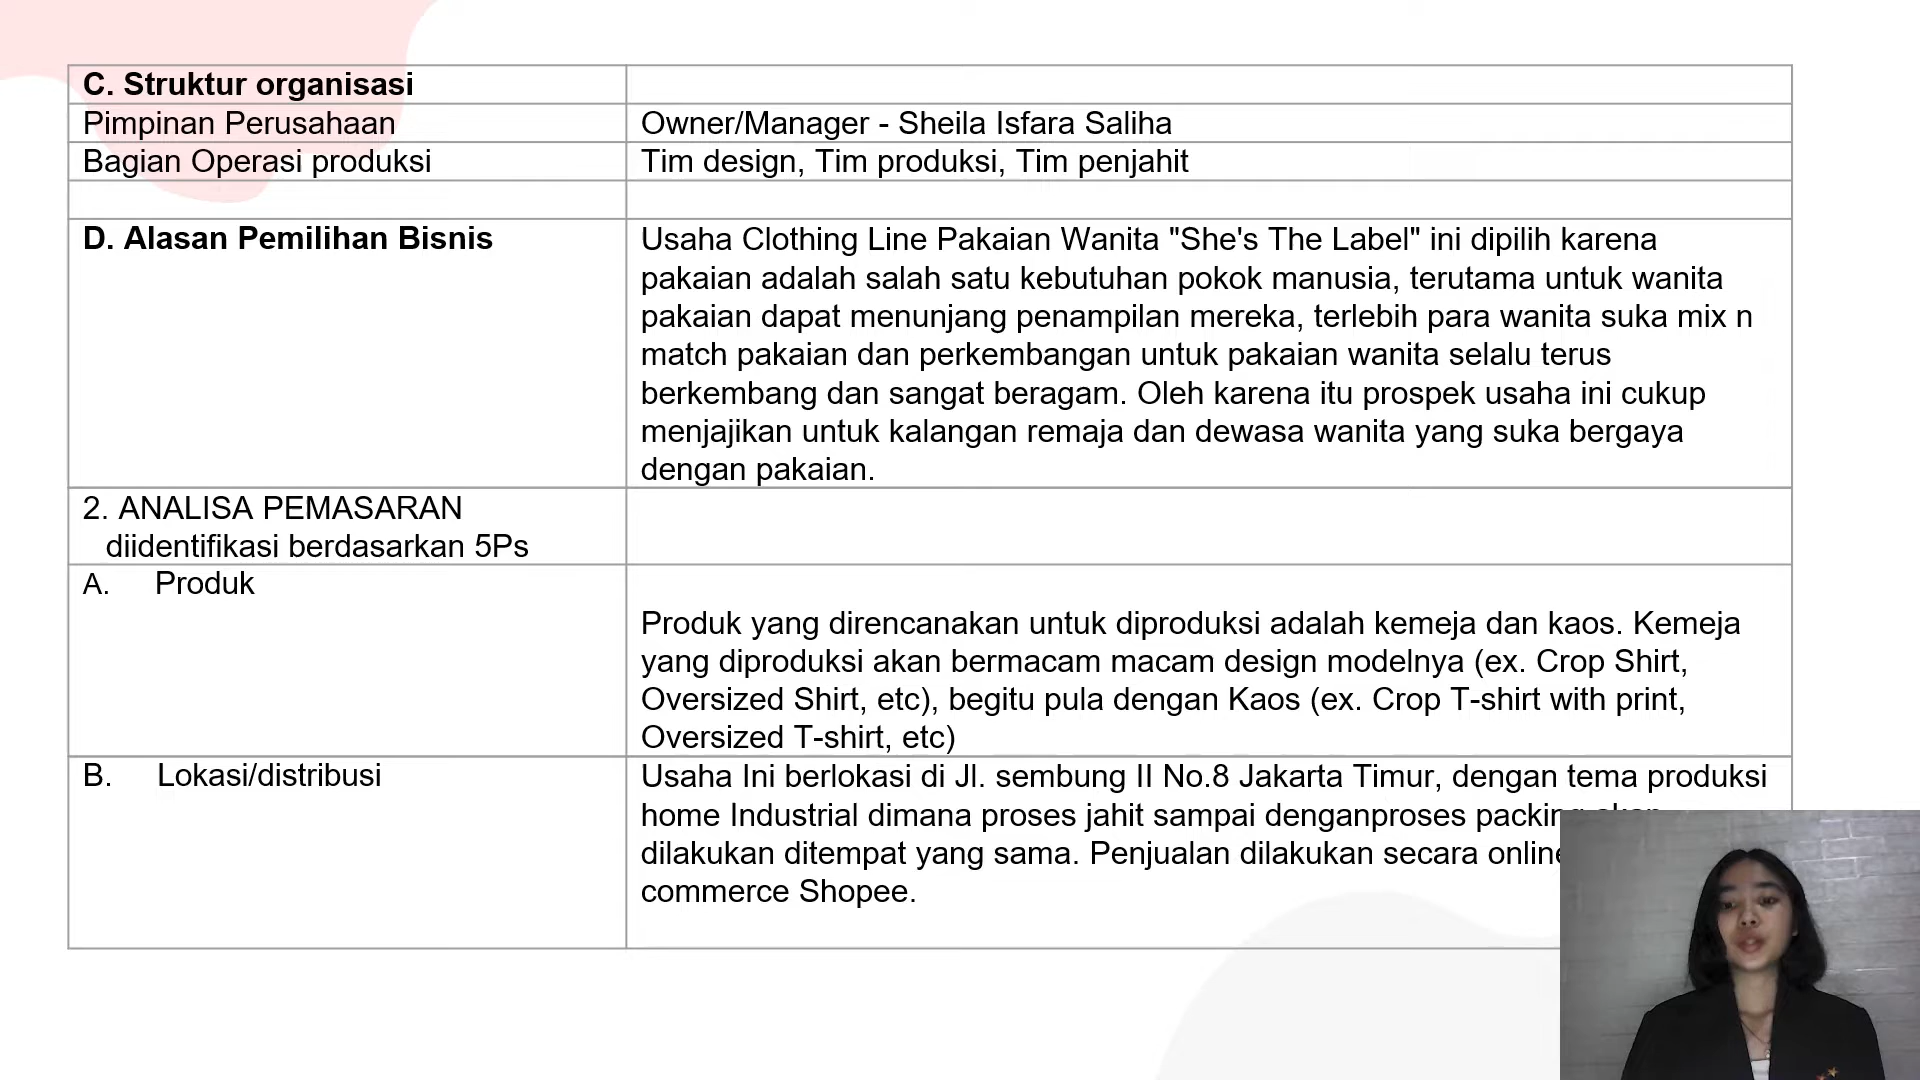 C. Struktur organisasi
Pimpinan Perusahaan
Owner/Manager - Sheila Isfara Saliha
Bagian Operasi produksi
Tim design, Tim produksi, Tim penjahit
D. Alasan Pemilihan Bisnis
Usaha Clothing Line Pakaian Wanita "She's The Label" ini dipilih karena
pakaian adalah salah satu kebutuhan pokok manusia, terutama untuk wanita
pakaian dapat menunjang penampilan mereka, terlebih para wanita suka mix n
match pakaian dan perkembangan untuk pakaian wanita selalu terus
berkembang dan sangat beragam. Oleh karena itu prospek usaha ini cukup
menjajikan untuk kalangan remaja dan dewasa wanita yang suka bergaya
dengan pakaian.
2. ANALISA PEMASARAN
diidentifikasi berdasarkan 5Ps
A. Produk
Produk yang direncanakan untuk diproduksi adalah kemeja dan kaos. Kemeja
yang diproduksi akan bermacam macam design modelnya (ex. Crop Shirt,
Oversized Shirt, etc), begitu pula dengan Kaos (ex. Crop T-shirt with print,
Oversized T-shirt, etc)
B. Lokasi/distribusi
Usaha Ini berlokasi di Jl. sembung II No.8 Jakarta Timur, dengan tema produksi
home Industrial dimana proses jahit sampai denganproses packing
dilakukan ditempat yang sama. Penjualan dilakukan secara online
commerce Shopee.